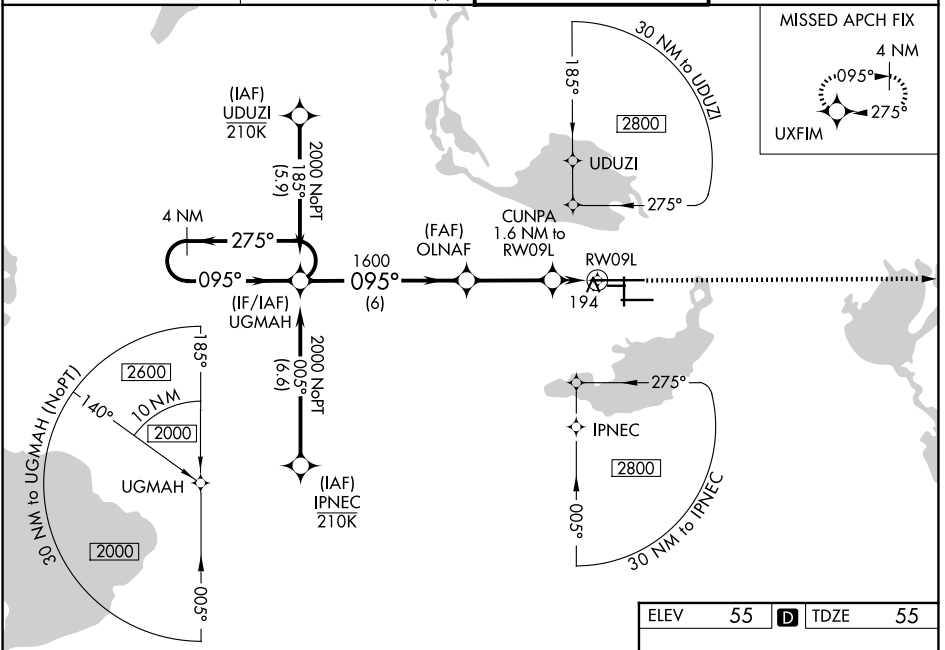 MISSED APCH FIX
4 NM
095°
275°
UXFIM
30 NM to UDUZI
185°
2800
UDUZI
275°
(IAF)
UDUZI
210K
2000 NoPT
185°
(5.9)
4 NM
275°
095°
(IF/IAF)
UGMAH
1600
095°
(6)
(FAF)
OLNAF
CUNPA
1.6 NM to
RW09L
RW09L
194
2000 NoPT
005°
(6.6)
(IAF)
IPNEC
210K
30 NM to UGMAH (NoPT)
185°
2600
140°
10 NM
2000
UGMAH
2000
005°
275°
IPNEC
2800
005°
30 NM to IPNEC
ELEV 55 D TDZE 55